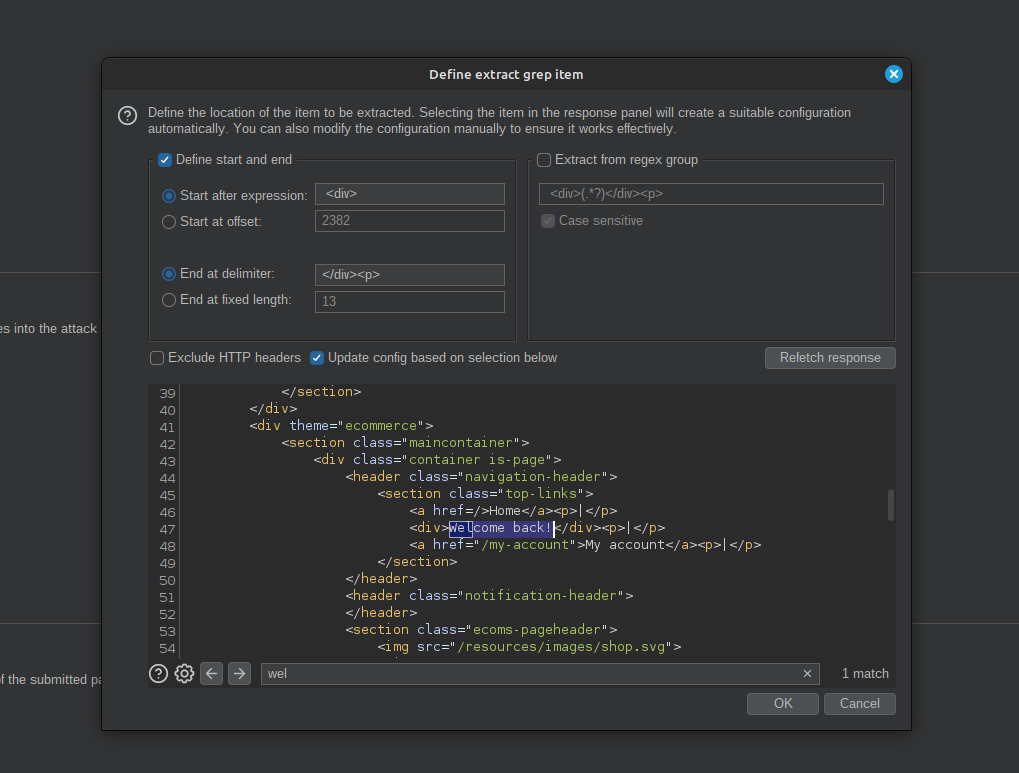 Define extract grep item
Define the location of the item to be extracted. Selecting the item in the response panel will create a suitable configuration
automatically. You can also modify the configuration manually to ensure it works effectively.
Define start and end
Start after expression: <div>
Start at offset: 2382
End at delimiter: </div><p>
End at fixed length: 13
Extract from regex group
<div>(.*?)</div><p>
Case sensitive
es into the attack
Exclude HTTP headers Update config based on selection below Refetch response
39 </section>
40 </div>
41 <div theme="ecommerce">
42 <section class="maincontainer">
43 <div class="container is-page">
44 <header class="navigation-header">
45 <section class="top-links">
46 <a href=/>Home</a><p>|</p>
47 <div>Welcome back!</div><p>|</p>
48 <a href="/my-account">My account</a><p>|</p>
49 </section>
50 </header>
51 <header class="notification-header">
52 </header>
53 <section class="ecoms-pageheader">
54 <img src="/resources/images/shop.svg">
wel 1 match
of the submitted pa
OK Cancel